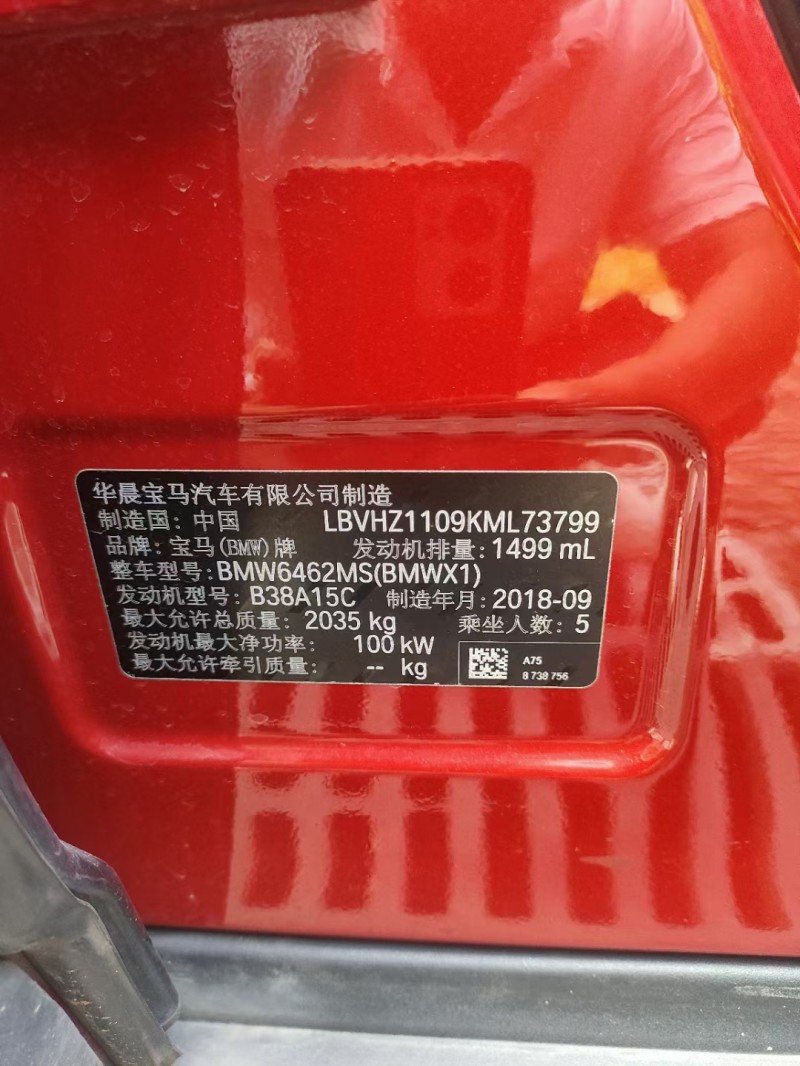 华晨宝马汽车有限公司制造
制造国：中国 LBVHZ1109KML73799
品牌：宝马(BMW)牌 发动机排量：1499 mL
整车型号：BMW6462MS(BMWX1)
发动机型号：B38A15C 制造年月：2018-09
最大允许总质量：2035 kg 乘坐人数：5
发动机最大净功率：100 kW
最大允许牵引质量：-- kg
A75
8 738 756